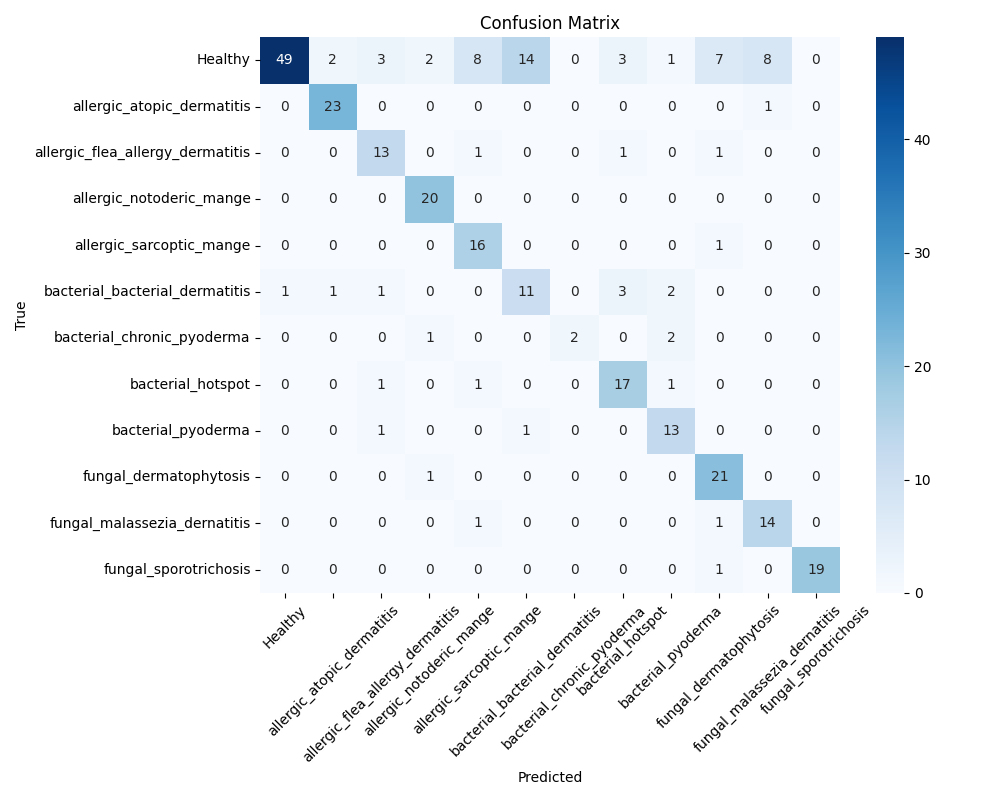 Confusion Matrix
Healthy 49 2 3 2 8 14 0 3 1 7 8 0
allergic_atopic_dermatitis 0 23 0 0 0 0 0 0 0 0 1 0
allergic_flea_allergy_dermatitis 0 0 13 0 1 0 0 1 0 1 0 0
allergic_notoderic_mange 0 0 0 20 0 0 0 0 0 0 0 0
allergic_sarcoptic_mange 0 0 0 0 16 0 0 0 0 1 0 0
bacterial_bacterial_dermatitis 1 1 1 0 0 11 0 3 2 0 0 0
bacterial_chronic_pyoderma 0 0 0 1 0 0 2 0 2 0 0 0
bacterial_hotspot 0 0 1 0 1 0 0 17 1 0 0 0
bacterial_pyoderma 0 0 1 0 0 1 0 0 13 0 0 0
fungal_dermatophytosis 0 0 0 1 0 0 0 0 0 21 0 0
fungal_malassezia_dernatitis 0 0 0 0 1 0 0 0 0 1 14 0
fungal_sporotrichosis 0 0 0 0 0 0 0 0 0 1 0 19
True
Healthy
allergic_atopic_dermatitis
allergic_flea_allergy_dermatitis
allergic_notoderic_mange
allergic_sarcoptic_mange
bacterial_bacterial_dermatitis
bacterial_chronic_pyoderma
bacterial_hotspot
bacterial_pyoderma
fungal_dermatophytosis
fungal_malassezia_dernatitis
fungal_sporotrichosis
Predicted
40
30
20
10
0